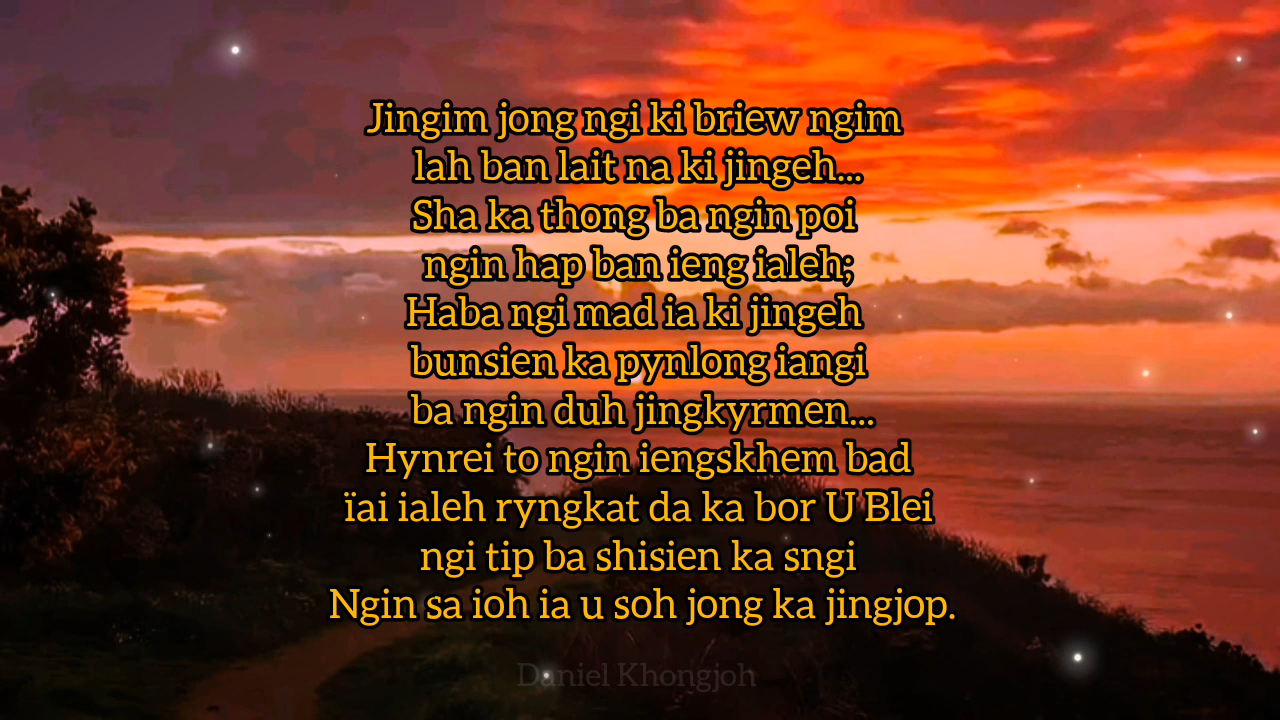 Jingim jong ngi ki briew ngim
lah ban lait na ki jingeh...
Sha ka thong ba ngin poi
ngin hap ban ieng ialeh;
Haba ngi mad ia ki jingeh
bunsien ka pynlong iangi
ba ngin duh jingkyrmen...
Hynrei to ngin iengskhem bad
ïai ialeh ryngkat da ka bor U Blei
ngi tip ba shisien ka sngi
Ngin sa ioh ia u soh jong ka jingjop.
Daniel Khongjoh